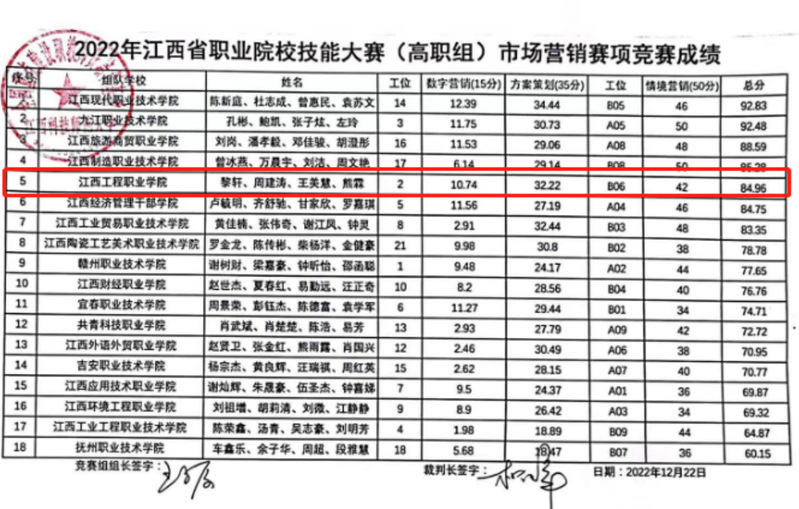 2022年江西省职业院校技能大赛（高职组）市场营销赛项竞赛成绩
序号 组队学校 姓名 工位 数字营销(15分) 方案策划(35分) 工位 情境营销(50分) 总分
江西现代职业技术学院 陈新庭、杜志成、曾惠民、袁苏文 14 12.39 34.44 B05 46 92.83
2 九江职业技术学院 孔彬、鲍凯、张子炫、左玲 3 11.75 30.73 A05 50 92.48
3 江西旅游商贸职业学院 刘岗、潘孝毅、邓佳骏、胡澄彤 16 11.53 29.06 A08 48 88.59
4 江西制造职业技术学院 曾冰燕、万晨宇、刘洁、周文艳 17 6.14 29.14 B08 50 85.28
5 江西工程职业学院 黎轩、周建涛、王美慧、熊霖 2 10.74 32.22 B06 42 84.96
6 江西经济管理干部学院 卢毓明、齐舒驰、甘家欣、罗嘉琪 5 11.56 27.19 A04 46 84.75
7 江西工业贸易职业学院 黄佳楠、张伟奇、谢江风、钟灵 8 2.91 32.44 B03 48 83.35
8 江西陶瓷工艺美术职业技术学院 罗金龙、陈传彬、柴杨洋、金健豪 21 9.98 30.8 B02 38 78.78
9 赣州职业技术学院 谢树财、梁嘉豪、钟昕怡、邵函聪 1 9.48 24.17 A02 44 77.65
10 江西财经职业学院 赵世杰、夏春红、易勤远、汪正奇 10 8.2 28.56 B04 40 76.76
11 宜春职业技术学院 周景荣、彭钰杰、陈德富、袁学军 6 11.27 29.44 B01 34 74.71
12 共青科技职业学院 肖武斌、肖楚楚、陈浩、易芳 13 2.93 27.79 A09 42 72.72
13 江西外语外贸职业学院 赵贤卫、张金红、熊雨露、肖国兴 12 2.46 30.49 A06 38 70.95
14 吉安职业技术学院 杨宗杰、黄良辉、汪瑞祺、周红英 15 2.62 28.15 A07 40 70.77
15 江西应用技术职业学院 谢灿辉、朱晟豪、伍圣杰、钟喜娣 7 9.5 24.37 A01 36 69.87
16 江西环境工程职业学院 刘祖增、胡莉清、刘微、江静静 9 8.9 26.42 A03 34 69.32
17 江西工业工程职业技术学院 陈荣鑫、汤青、吴志豪、刘明芳 4 1.98 18.89 B09 44 64.87
18 抚州职业技术学院 车鑫乐、余子华、周超、段雅慧 18 5.68 18.47 B07 36 60.15
竞赛组组长签字： 裁判长签字： 日期：2022年12月22日